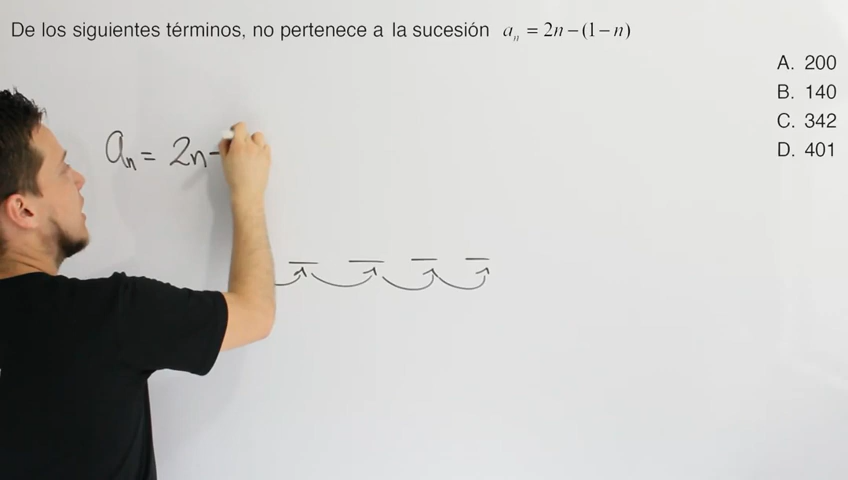 De los siguientes términos, no pertenece a la sucesión aₙ = 2n − (1 − n)
A. 200
B. 140
C. 342
D. 401
aₙ = 2n −